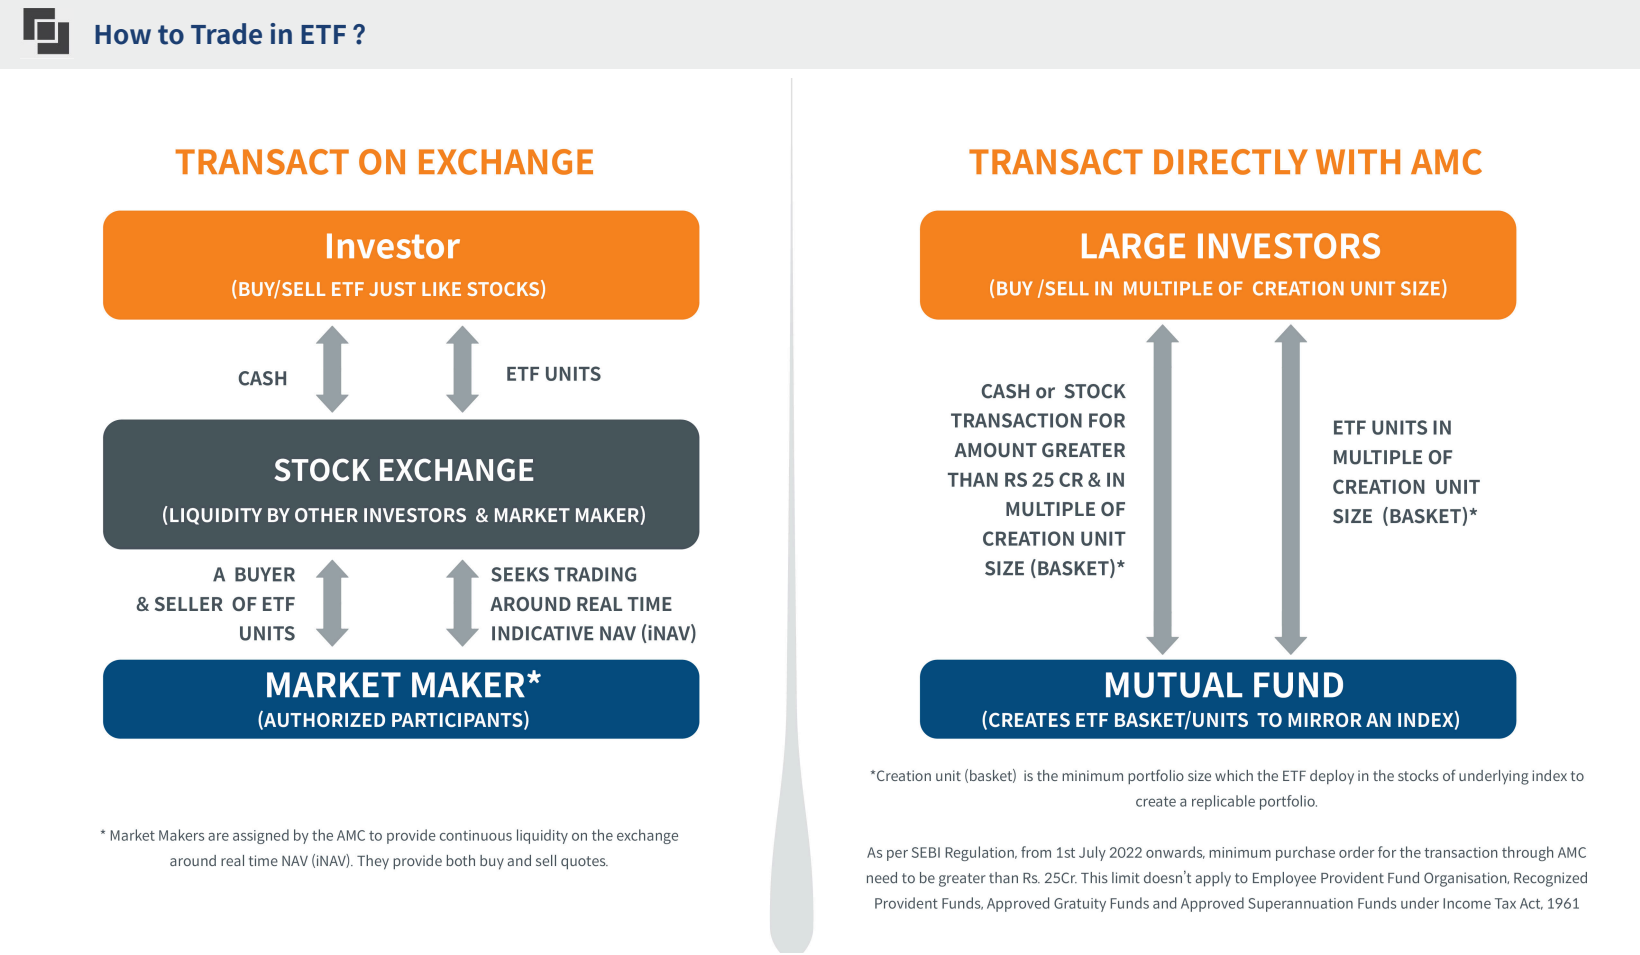 How to Trade in ETF ?
TRANSACT ON EXCHANGE
Investor
(BUY/SELL ETF JUST LIKE STOCKS)
CASH
ETF UNITS
STOCK EXCHANGE
(LIQUIDITY BY OTHER INVESTORS & MARKET MAKER)
A BUYER
& SELLER OF ETF
UNITS
SEEKS TRADING
AROUND REAL TIME
INDICATIVE NAV (iNAV)
MARKET MAKER*
(AUTHORIZED PARTICIPANTS)
* Market Makers are assigned by the AMC to provide continuous liquidity on the exchange
around real time NAV (iNAV). They provide both buy and sell quotes.
TRANSACT DIRECTLY WITH AMC
LARGE INVESTORS
(BUY /SELL IN MULTIPLE OF CREATION UNIT SIZE)
CASH or STOCK
TRANSACTION FOR
AMOUNT GREATER
THAN RS 25 CR & IN
MULTIPLE OF
CREATION UNIT
SIZE (BASKET)*
ETF UNITS IN
MULTIPLE OF
CREATION UNIT
SIZE (BASKET)*
MUTUAL FUND
(CREATES ETF BASKET/UNITS TO MIRROR AN INDEX)
*Creation unit (basket) is the minimum portfolio size which the ETF deploy in the stocks of underlying index to
create a replicable portfolio.
As per SEBI Regulation, from 1st July 2022 onwards, minimum purchase order for the transaction through AMC
need to be greater than Rs. 25Cr. This limit doesn't apply to Employee Provident Fund Organisation, Recognized
Provident Funds, Approved Gratuity Funds and Approved Superannuation Funds under Income Tax Act, 1961